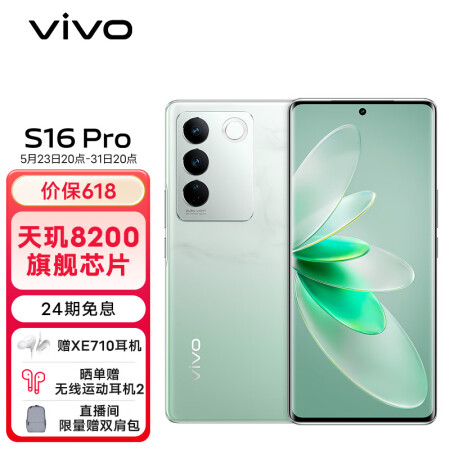 vivo
S16 Pro
5月23日20点-31日20点
价保618
天玑8200
旗舰芯片
24期免息
赠XE710耳机
晒单赠
无线运动耳机2
直播间
限量赠双肩包
vivo